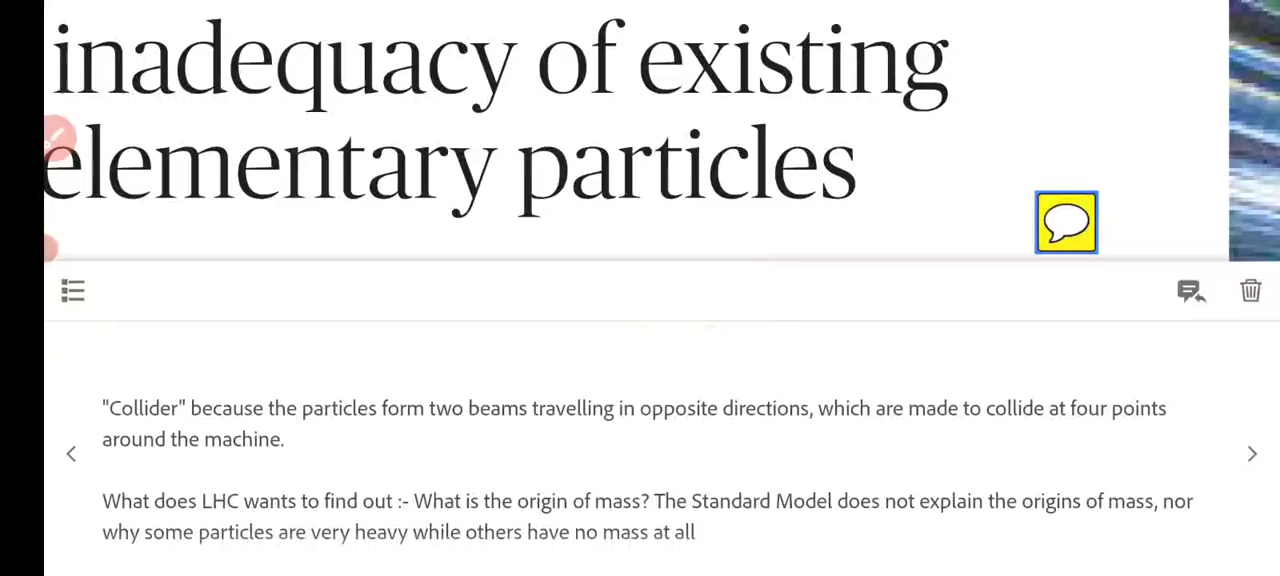 inadequacy of existing
elementary particles
"Collider" because the particles form two beams travelling in opposite directions, which are made to collide at four points
around the machine.
What does LHC wants to find out :- What is the origin of mass? The Standard Model does not explain the origins of mass, nor
why some particles are very heavy while others have no mass at all